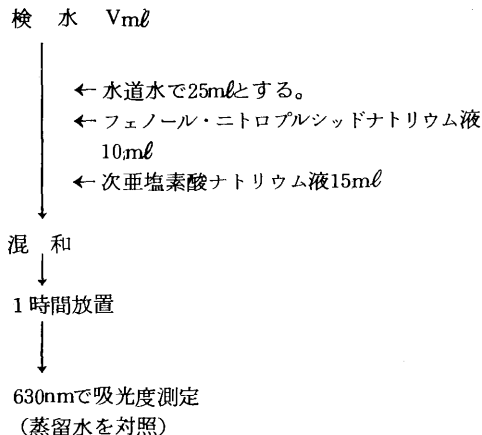 検　水　Vmℓ
←水道水で25mℓとする。
←フェノール・ニトロプルシッドナトリウム液
10mℓ
←次亜塩素酸ナトリウム液15mℓ
混　和
1時間放置
630nmで吸光度測定
（蒸留水を対照）